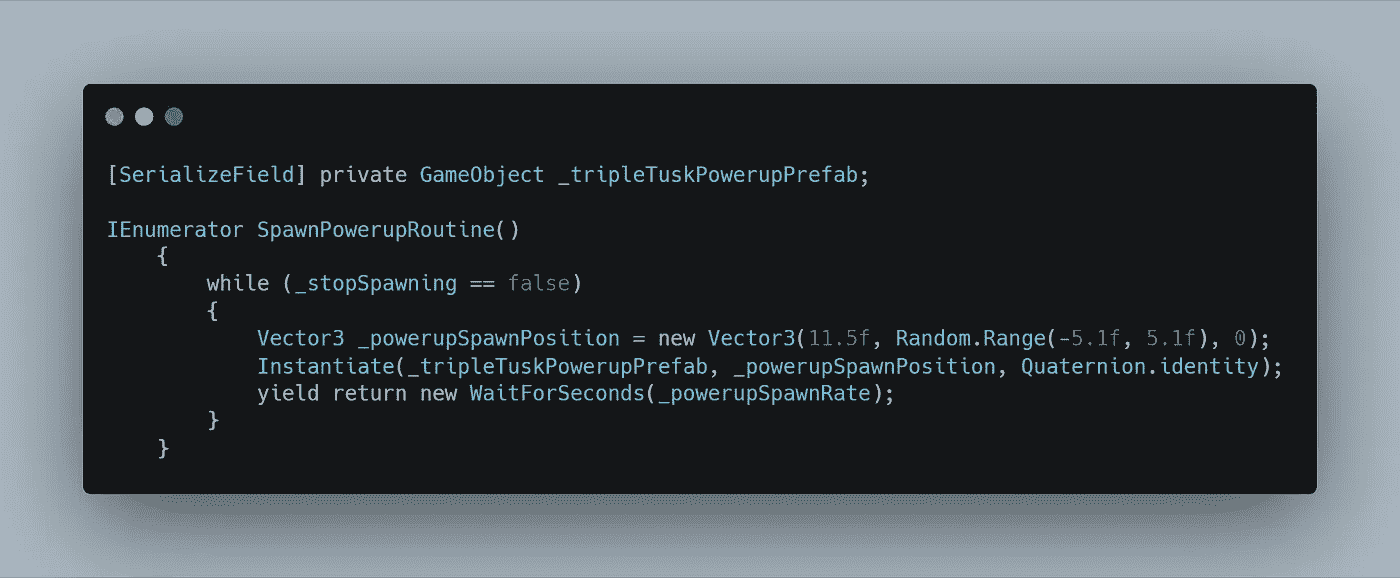 [SerializeField] private GameObject _tripleTuskPowerupPrefab;
IEnumerator SpawnPowerupRoutine()
{
while (_stopSpawning == false)
{
Vector3 _powerupSpawnPosition = new Vector3(11.5f, Random.Range(-5.1f, 5.1f), 0);
Instantiate(_tripleTuskPowerupPrefab, _powerupSpawnPosition, Quaternion.identity);
yield return new WaitForSeconds(_powerupSpawnRate);
}
}